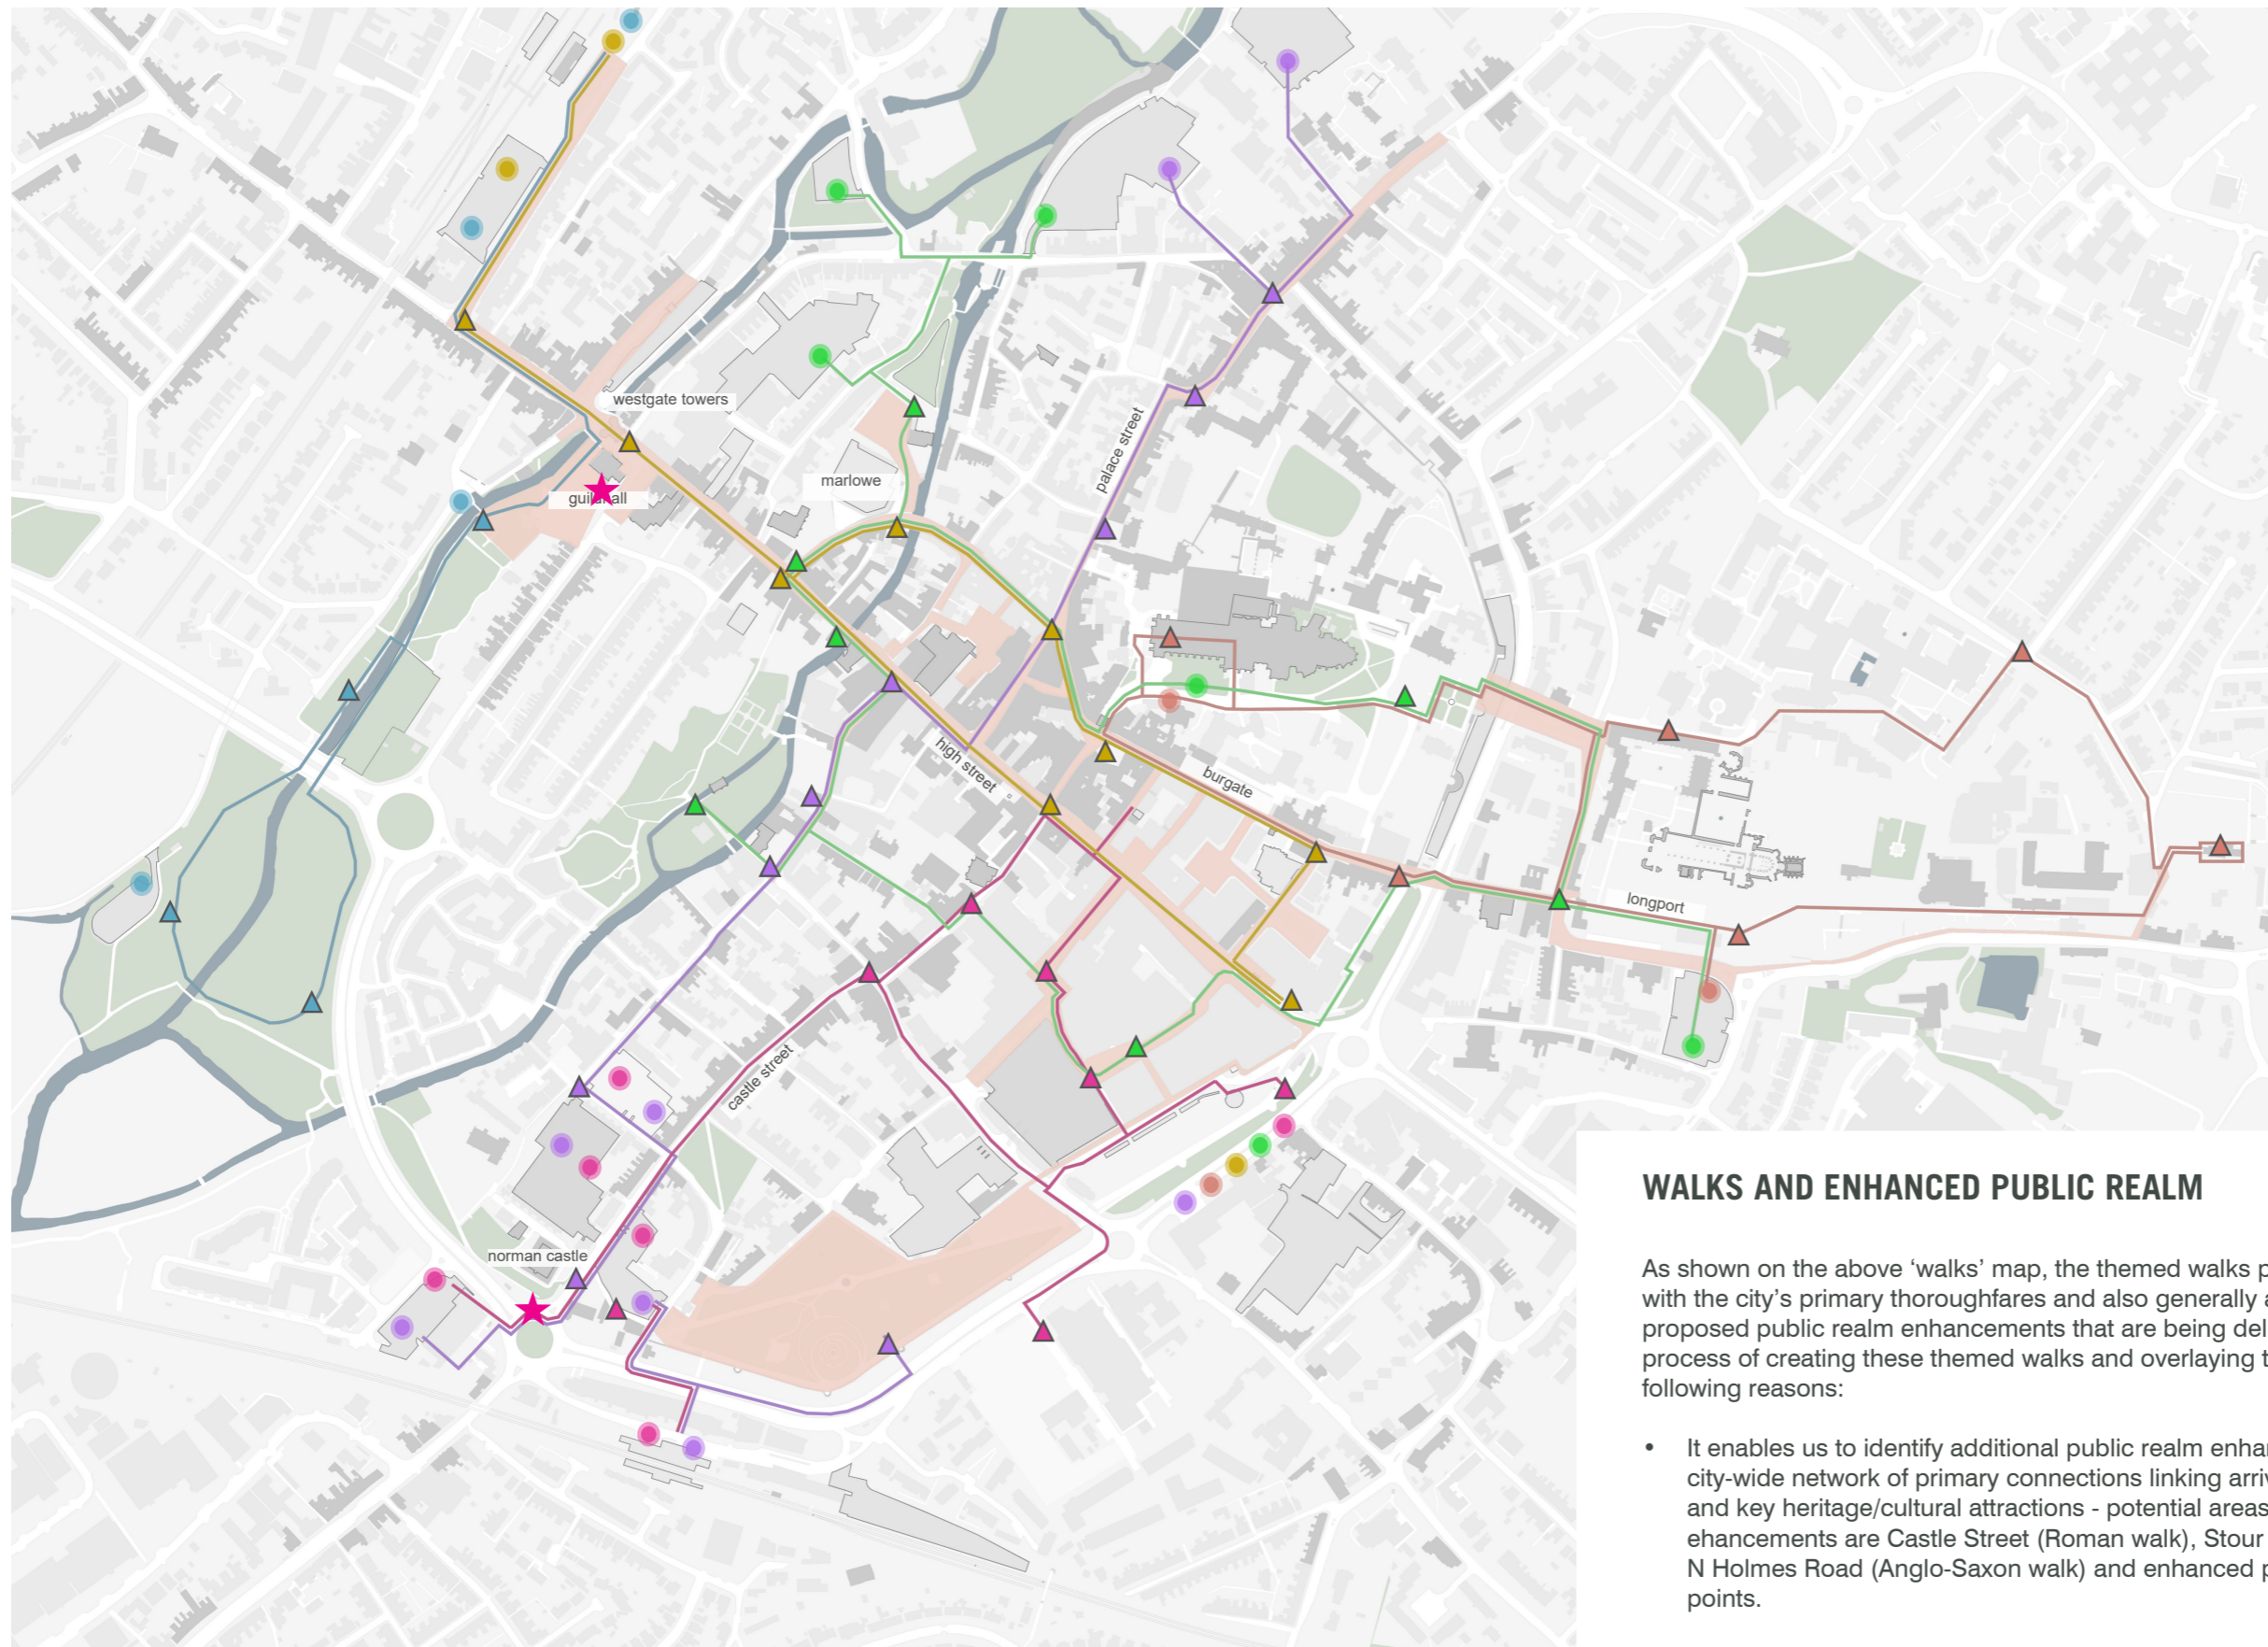 westgate towers
palace street
marlowe
high street
burgate
longport
castle street
norman castle
WALKS AND ENHANCED PUBLIC REALM
As shown on the above ‘walks’ map, the themed walks
with the city’s primary thoroughfares and also generally
proposed public realm enhancements that are being
process of creating these themed walks and overlaying
following reasons:
• It enables us to identify additional public realm
city-wide network of primary connections linking
and key heritage/cultural attractions - potential areas
ehancements are Castle Street (Roman walk), Stour
N Holmes Road (Anglo-Saxon walk) and enhanced
points.